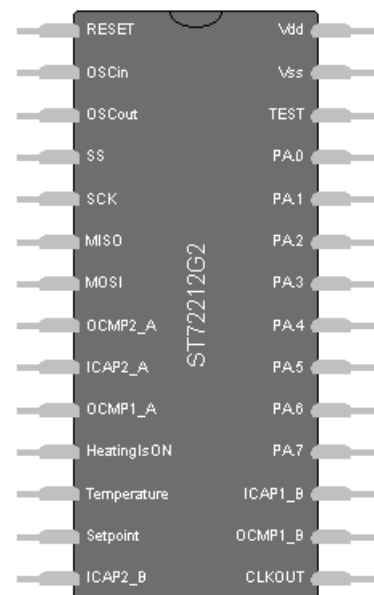 RESET Vdd
OSCin Vss
OSCout TEST
SS PA.0
SCK PA.1
MISO PA.2
MOSI PA.3
ST72212G2
OCMP2_A PA.4
ICAP2_A PA.5
OCMP1_A PA.6
HeatingIsON PA.7
Temperature ICAP1_B
Setpoint OCMP1_B
ICAP2_B CLKOUT